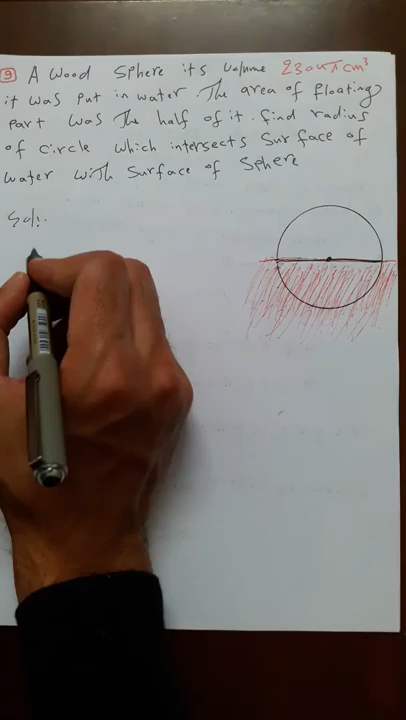 9 A wood sphere its volume 2304π cm³
it was put in water. The area of floating
part was The half of it. find radius
of circle which intersects surface of
water with surface of sphere
Sol:.